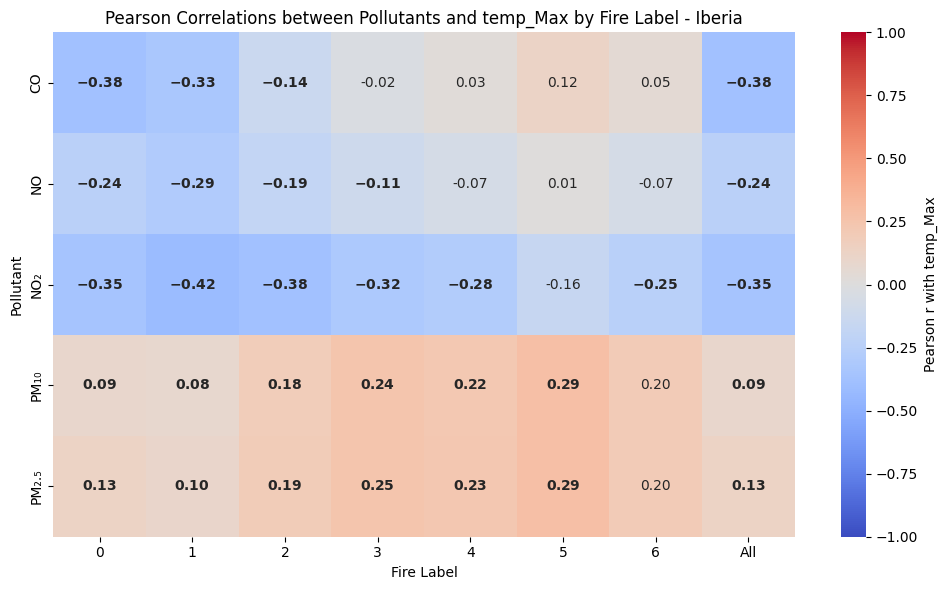 Pearson Correlations between Pollutants and temp_Max by Fire Label - Iberia
Pollutant
CO
−0.38 −0.33 −0.14 -0.02 0.03 0.12 0.05 −0.38
NO
−0.24 −0.29 −0.19 −0.11 -0.07 0.01 -0.07 −0.24
NO₂
−0.35 −0.42 −0.38 −0.32 −0.28 -0.16 −0.25 −0.35
PM₁₀
0.09 0.08 0.18 0.24 0.22 0.29 0.20 0.09
PM₂.₅
0.13 0.10 0.19 0.25 0.23 0.29 0.20 0.13
0 1 2 3 4 5 6 All
Fire Label
1.00
0.75
0.50
0.25
0.00
−0.25
−0.50
−0.75
−1.00
Pearson r with temp_Max